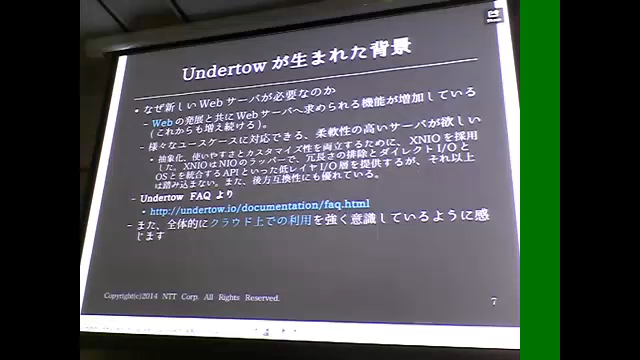 Undertow が生まれた背景
• なぜ新しい Web サーバが必要なのか
– Webの発展と共にWebサーバへ求められる機能が増加している
(これからも増え続ける)。
– 様々なユースケースに対応できる、柔軟性の高いサーバが欲しい
• 抽象化、使いやすさとカスタマイズ性を両立するために、XNIOを採用
した。XNIOはNIOのラッパーで、冗長さの排除とダイレクトI/Oと
OSとを統合するAPIといった低レイヤI/O層を提供するが、それ以上
は踏み込まない。また、後方互換性にも優れている。
– Undertow FAQ より
• http://undertow.io/documentation/faq.html
– また、全体的にクラウド上での利用を強く意識しているように感
じます
Copyright(c)2014 NTT Corp. All Rights Reserved.
7